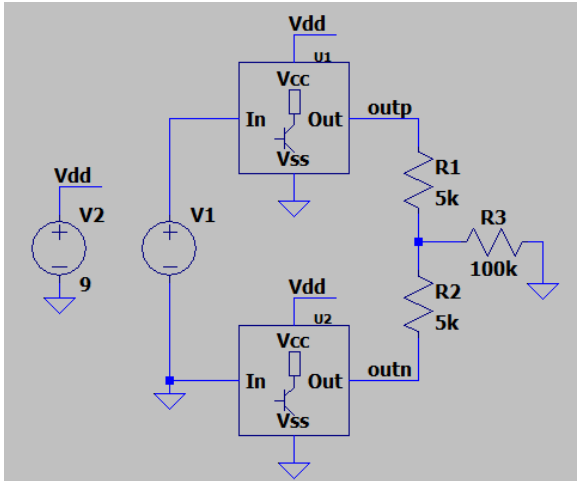 Vdd
U1
Vcc
In
Out
outp
Vss
R1
5k
Vdd
V2
V1
R3
100k
9
Vdd
U2
R2
5k
Vcc
In
Out
outn
Vss